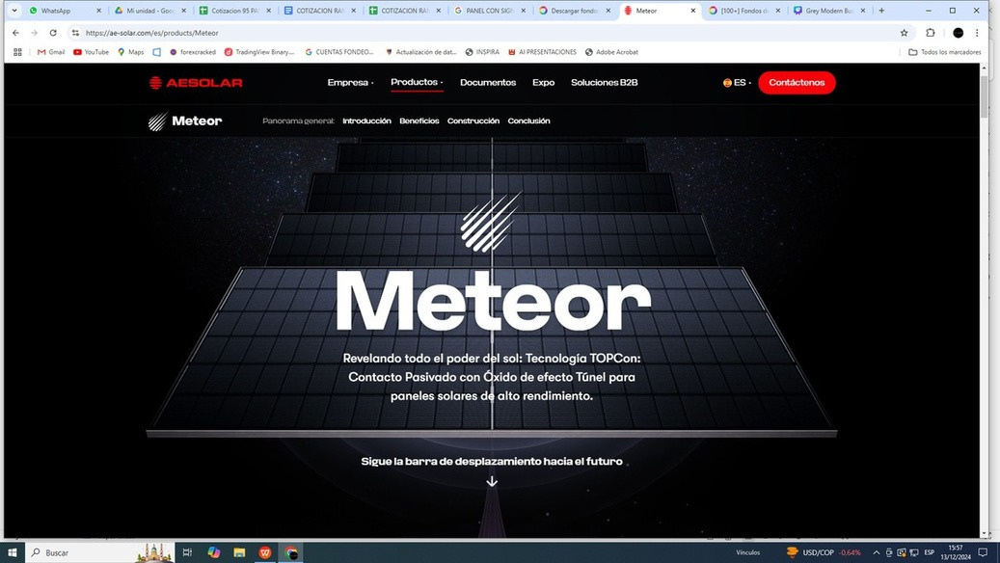 WhatsApp
Mi unidad - Goo
Cotizacion 95 PA
COTIZACION RA
COTIZACION RA
PANEL CON SIG
Descargar fondo
Meteor
[100+] Fondos d
Grey Modern Bu
https://ae-solar.com/es/products/Meteor
Gmail
YouTube
Maps
forexcracked
TradingView Binary....
CUENTAS FONDEO...
Actualización de dat...
INSPIRA
AI PRESENTACIONES
Adobe Acrobat
Todos los marcadores
AESOLAR
Empresa
Productos
Documentos
Expo
Soluciones B2B
ES
Contáctenos
Meteor
Panorama general:
Introducción
Beneficios
Construcción
Conclusión
Meteor
Revelando todo el poder del sol: Tecnología TOPCon:
Contacto Pasivado con Óxido de efecto Túnel para
paneles solares de alto rendimiento.
Sigue la barra de desplazamiento hacia el futuro
Buscar
Vínculos
USD/COP -0,64%
ESP
15:57
13/12/2024